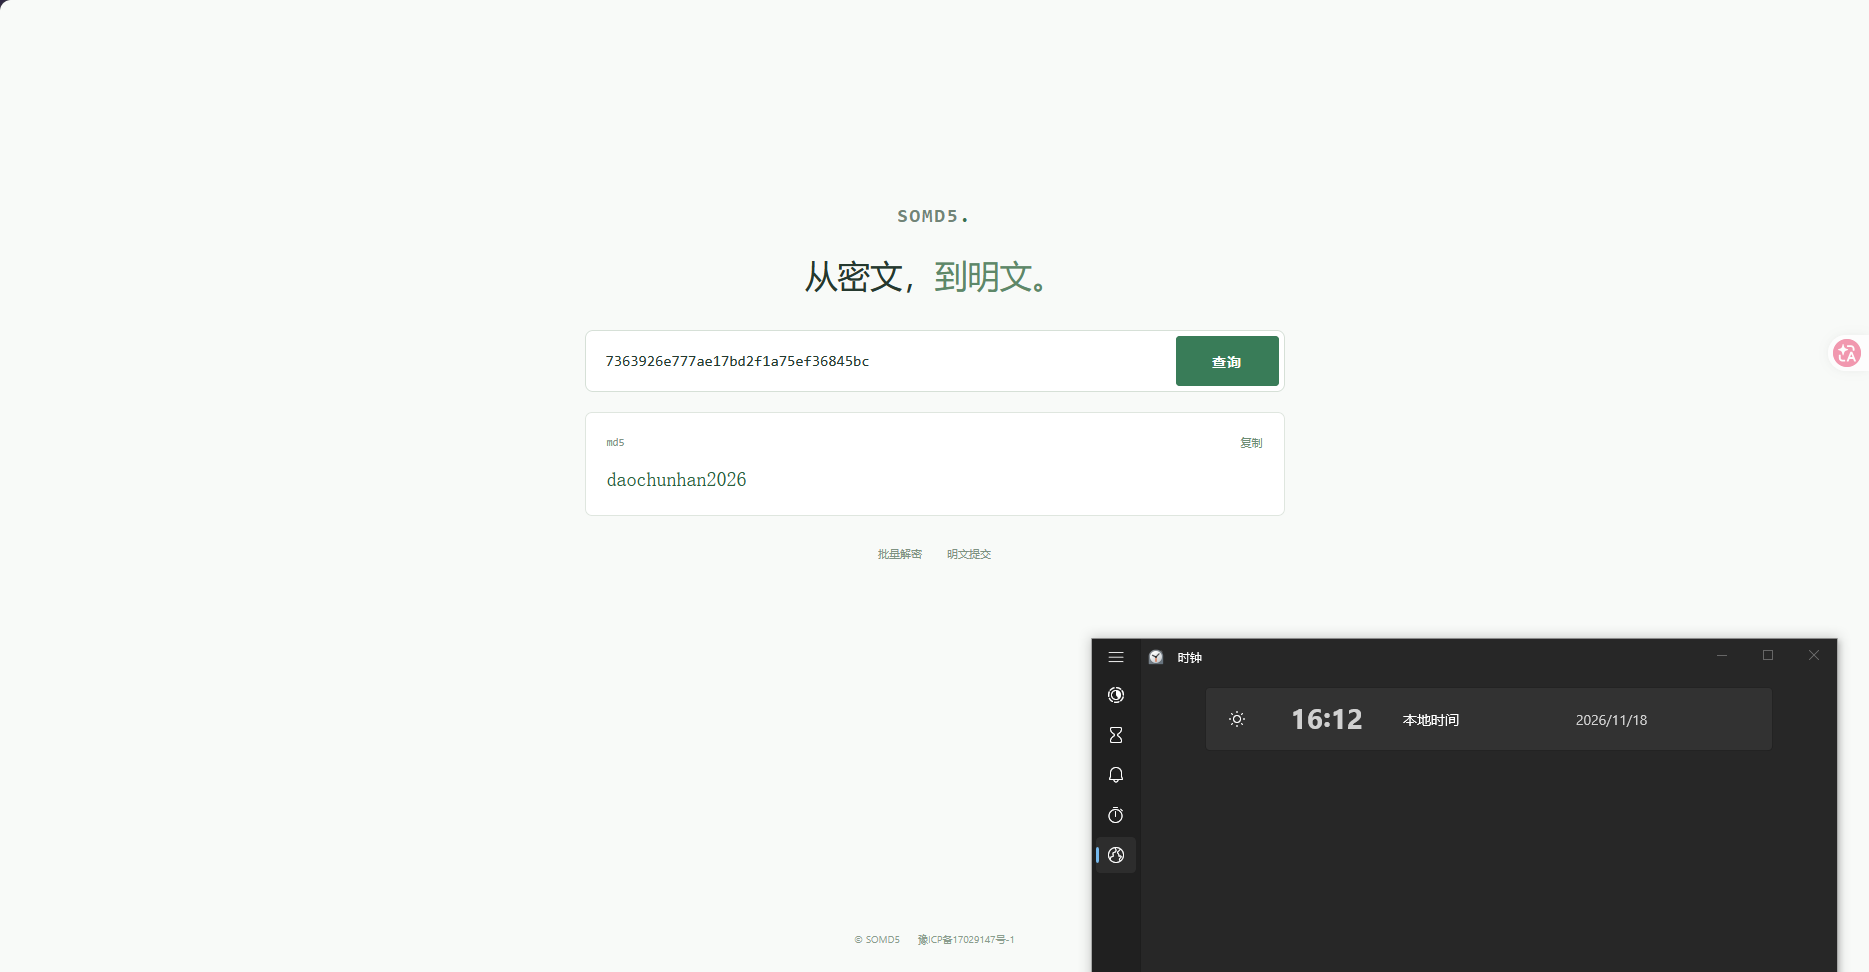 SOMD5.
从密文，到明文。
7363926e777ae17bd2f1a75ef36845bc
查询
md5
复制
daochunhan2026
批量解密 明文提交
时钟
16:12 本地时间 2026/11/18
© SOMD5 豫ICP备17029147号-1